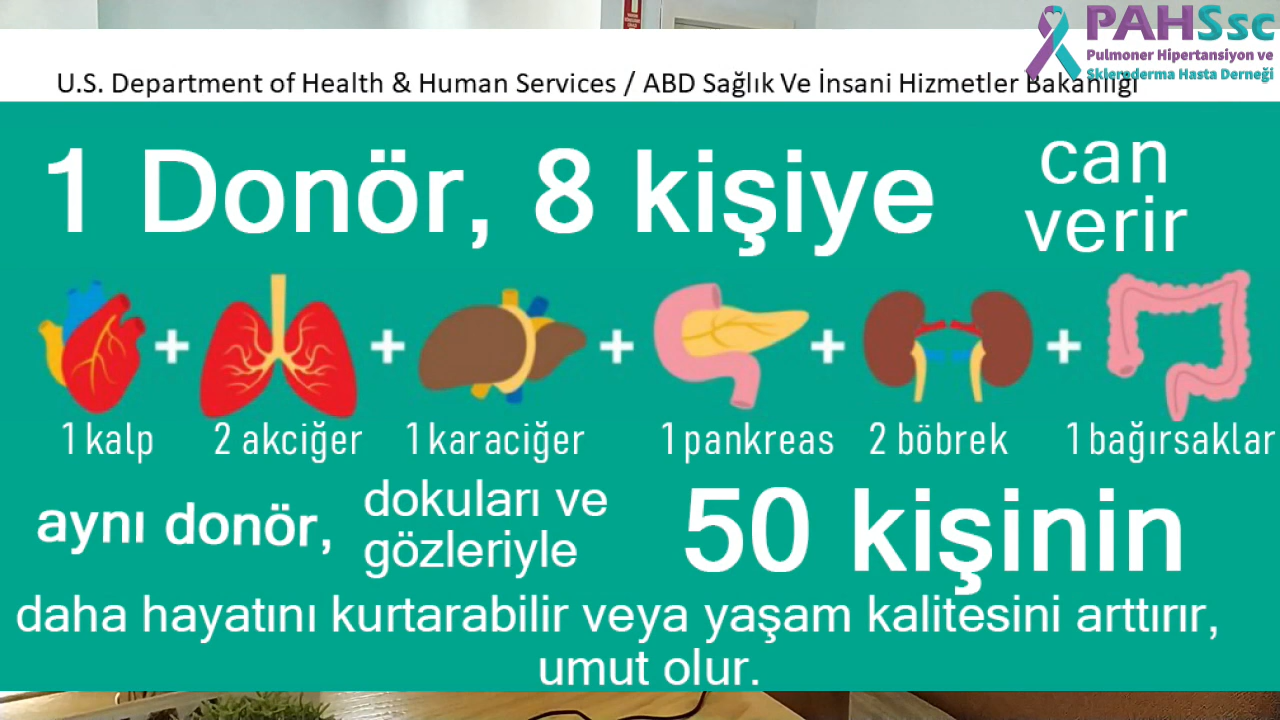 PAHSSc
Pulmoner Hipertansiyon ve
Skleroderma Hasta Derneği
U.S. Department of Health & Human Services / ABD Sağlık Ve İnsani Hizmetler Bakanlığı
1 Donör, 8 kişiye
can
verir
1 kalp
2 akciğer
1 karaciğer
1 pankreas
2 böbrek
1 bağırsaklar
aynı donör,
dokuları ve
gözleriyle
50 kişinin
daha hayatını kurtarabilir veya yaşam kalitesini arttırır,
umut olur.